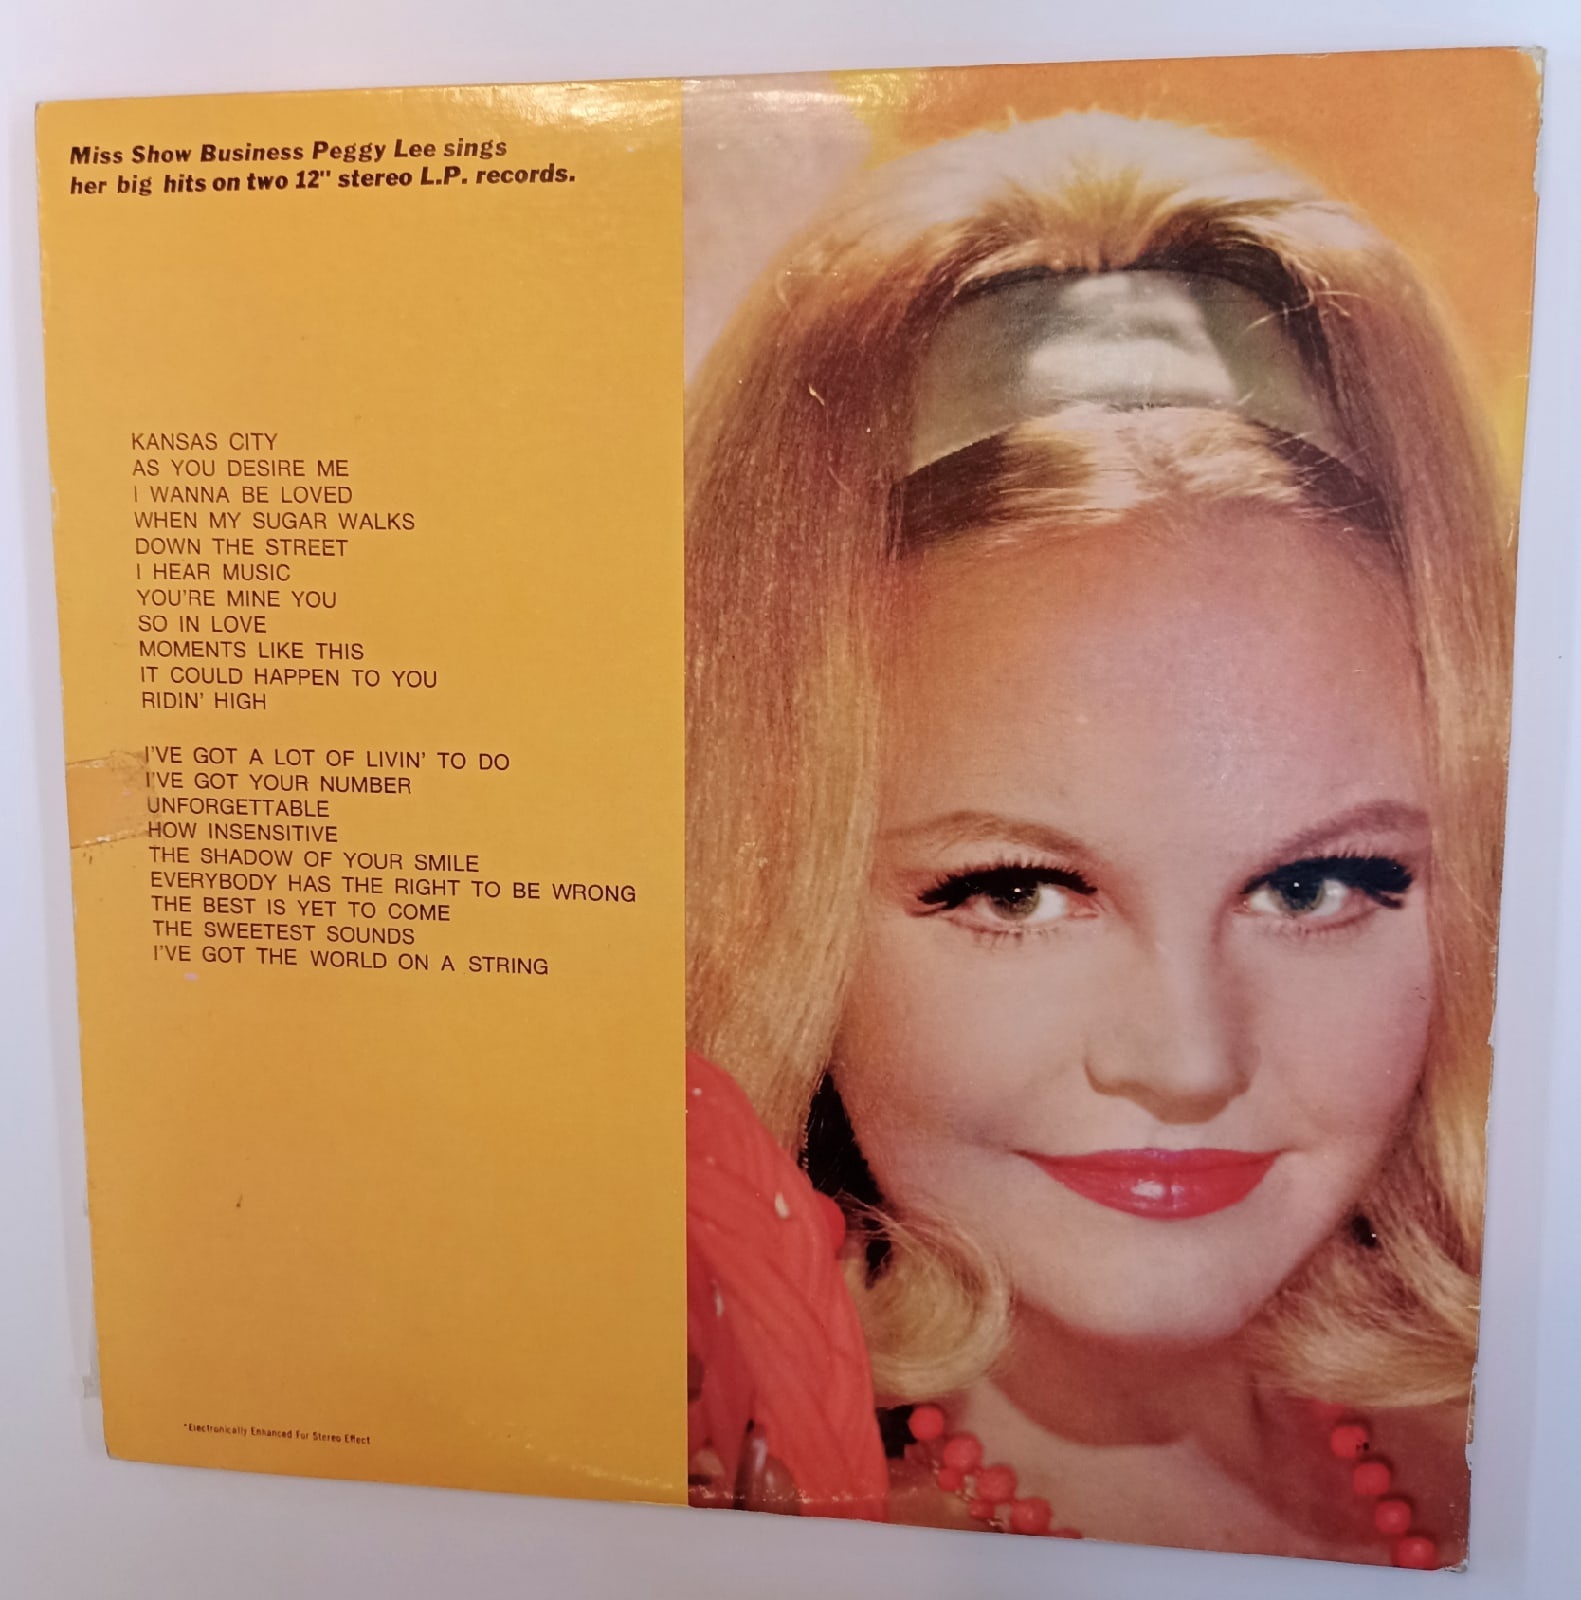 Miss Show Business Peggy Lee sings
her big hits on two 12" stereo L.P. records.
KANSAS CITY
AS YOU DESIRE ME
I WANNA BE LOVED
WHEN MY SUGAR WALKS
DOWN THE STREET
I HEAR MUSIC
YOU'RE MINE YOU
SO IN LOVE
MOMENTS LIKE THIS
IT COULD HAPPEN TO YOU
RIDIN' HIGH
I'VE GOT A LOT OF LIVIN' TO DO
I'VE GOT YOUR NUMBER
UNFORGETTABLE
HOW INSENSITIVE
THE SHADOW OF YOUR SMILE
EVERYBODY HAS THE RIGHT TO BE WRONG
THE BEST IS YET TO COME
THE SWEETEST SOUNDS
I'VE GOT THE WORLD ON A STRING
*Electronically Enhanced For Stereo Effect